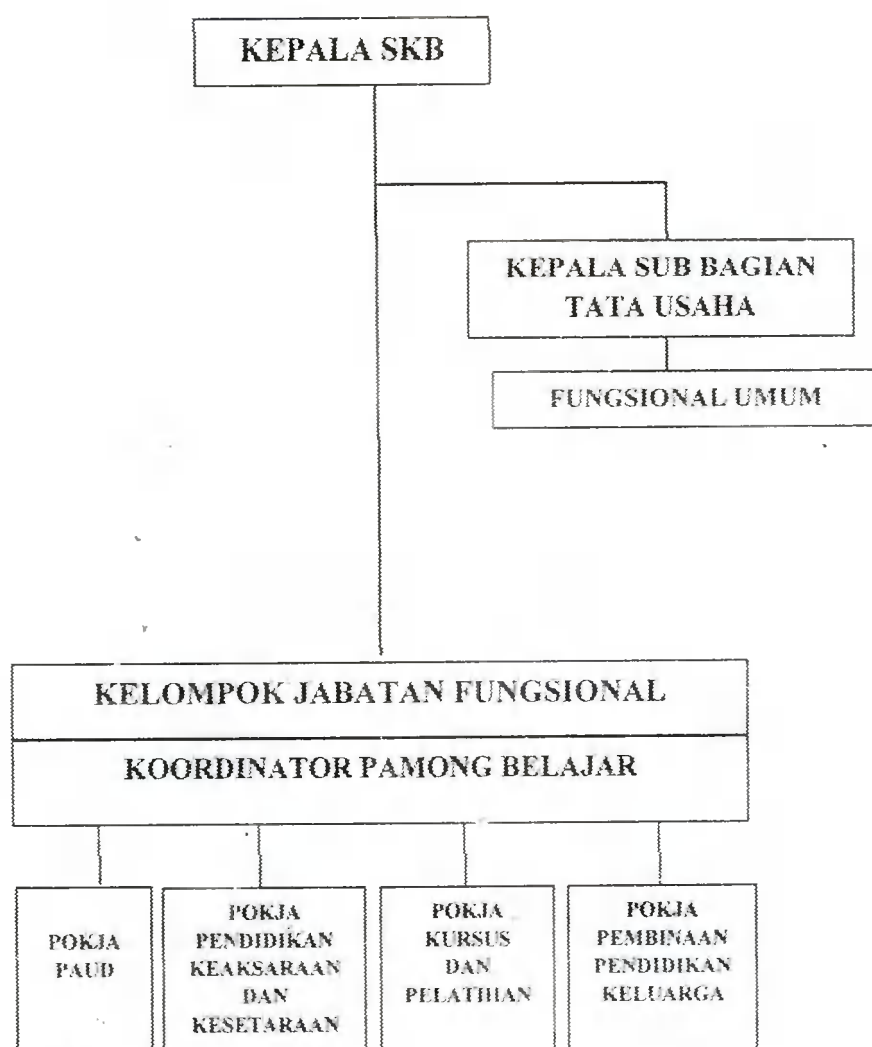 KEPALA SKB
KEPALA SUB BAGIAN
TATA USAHA
FUNGSIONAL UMUM
KELOMPOK JABATAN FUNGSIONAL
KOORDINATOR PAMONG BELAJAR
POKJA
PAUD
POKJA
PENDIDIKAN
KEAKSARAAN
DAN
KESETARAAN
POKJA
KURSUS
DAN
PELATIHAN
POKJA
PEMBINAAN
PENDIDIKAN
KELUARGA